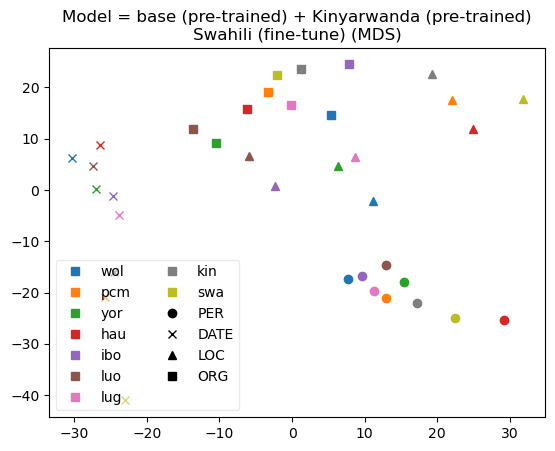 Model = base (pre-trained) + Kinyarwanda (pre-trained)
Swahili (fine-tune) (MDS)
20
10
0
−10
−20
−30
−40
wol
pcm
yor
hau
ibo
luo
lug
kin
swa
PER
DATE
LOC
ORG
−30
−20
−10
0
10
20
30